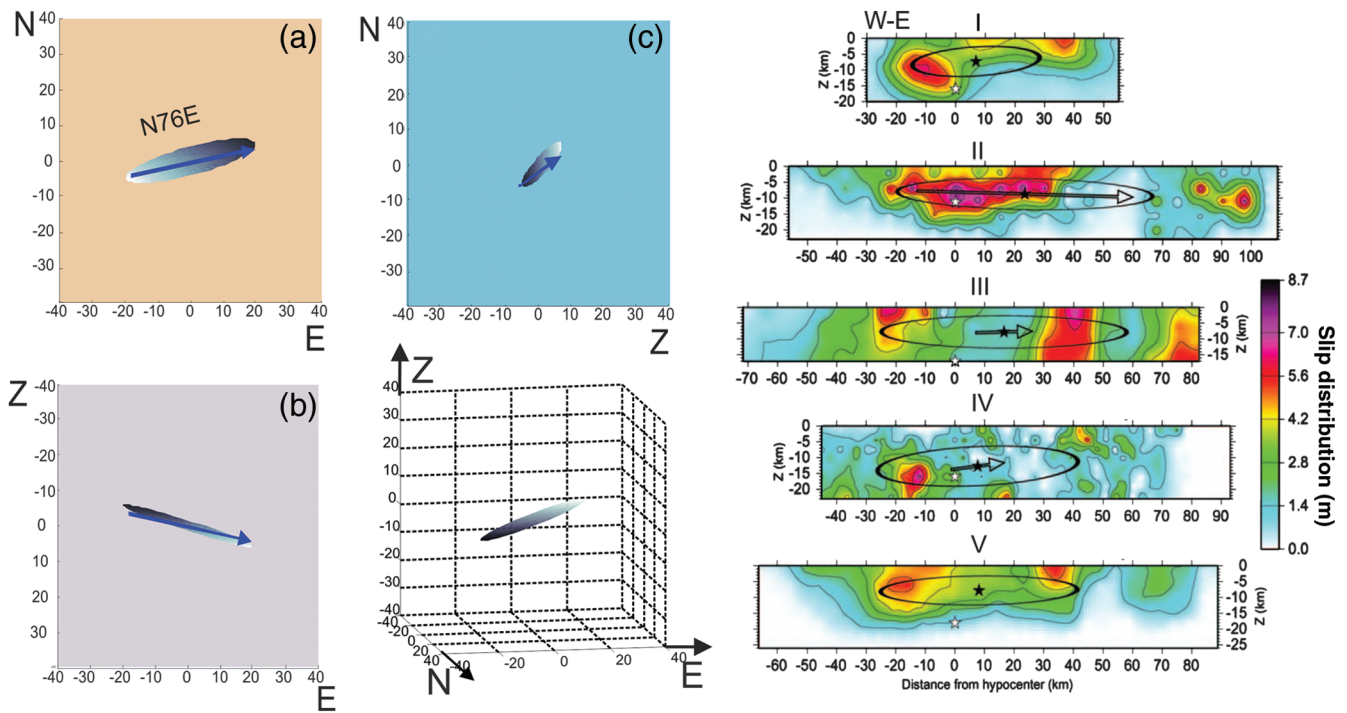 N
40
30
20
10
0
-10
-20
-30
40 -30 -20 -10 0 10 20 30 40
E
(a)
N76E
N
40
30
20
10
0
-10
-20
-30
40 -30 -20 -10 0 10 20 30 40
Z
(c)
Z
-40
30
20
-10
0
10
20
30
40 -30 -20 -10 0 10 20 30 40
E
(b)
Z
40
30
20
10
0
-10
-20
-30
-40
-40
-20
0
20
40
N
-40 -20 0 20 40
E
W-E
I
Z (km)
0
-5
-10
-15
-20
-30 -20 -10 0 10 20 30 40 50
II
Z (km)
0
-5
-10
-15
-20
-50 -40 -30 -20 -10 0 10 20 30 40 50 60 70 80 90 100
III
0
-5
-10
-15
Z (km)
-70 -60 -50 -40 -30 -20 -10 0 10 20 30 40 50 60 70 80
IV
Z (km)
0
-5
-10
-15
-20
-40 -30 -20 -10 0 10 20 30 40 50 60 70 80 90
V
0
-5
-10
-15
-20
-25
Z (km)
-60 -50 -40 -30 -20 -10 0 10 20 30 40 50 60 70 80
Distance from hypocenter (km)
8.7
7.0
5.6
4.2
2.8
1.4
0.0
Slip distribution (m)